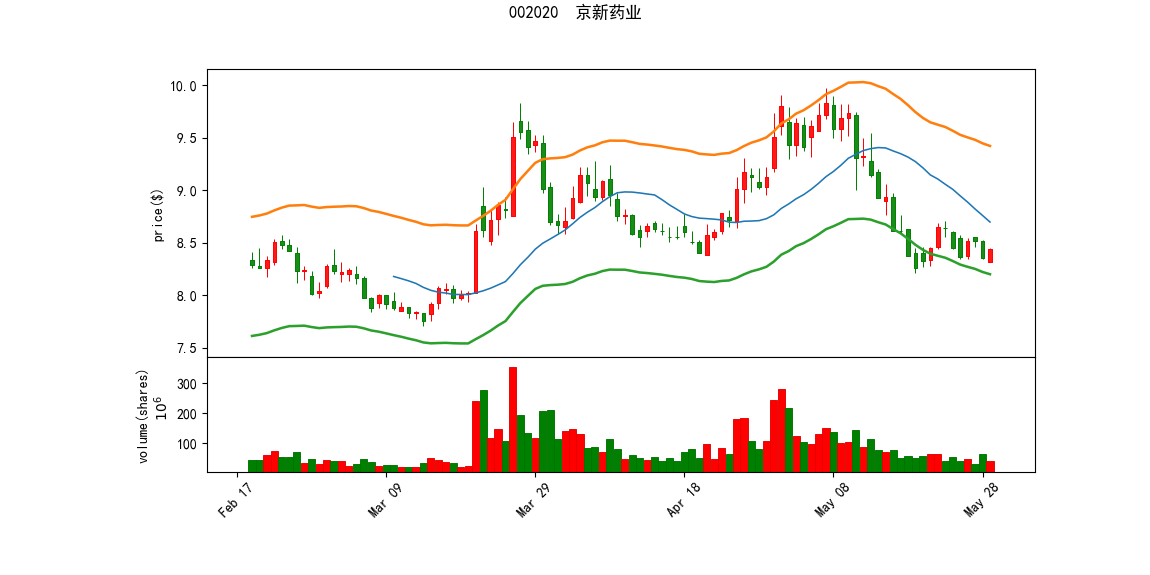 002020 京新药业
price($)
10.0
9.5
9.0
8.5
8.0
7.5
volume(shares)
10^6
300
200
100
Feb 17
Mar 09
Mar 29
Apr 18
May 08
May 28